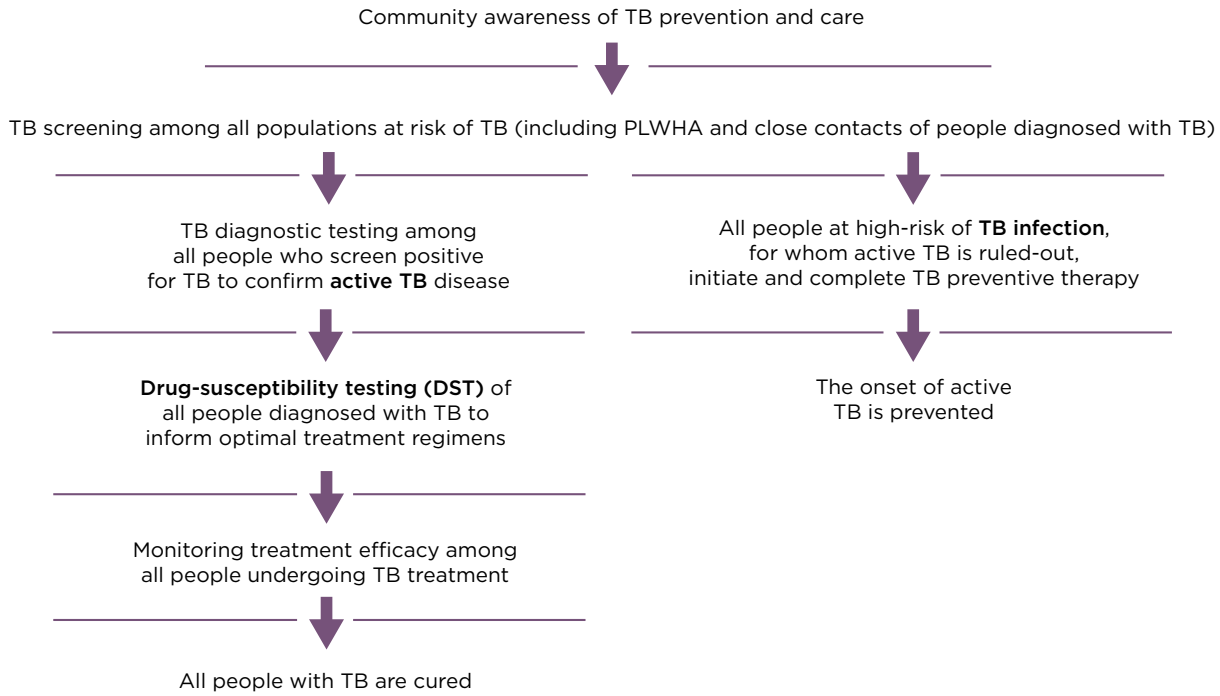 Community awareness of TB prevention and care
TB screening among all populations at risk of TB (including PLWHA and close contacts of people diagnosed with TB)
TB diagnostic testing among
all people who screen positive
for TB to confirm active TB disease
Drug-susceptibility testing (DST) of
all people diagnosed with TB to
inform optimal treatment regimens
Monitoring treatment efficacy among
all people undergoing TB treatment
All people with TB are cured
All people at high-risk of TB infection,
for whom active TB is ruled-out,
initiate and complete TB preventive therapy
The onset of active
TB is prevented